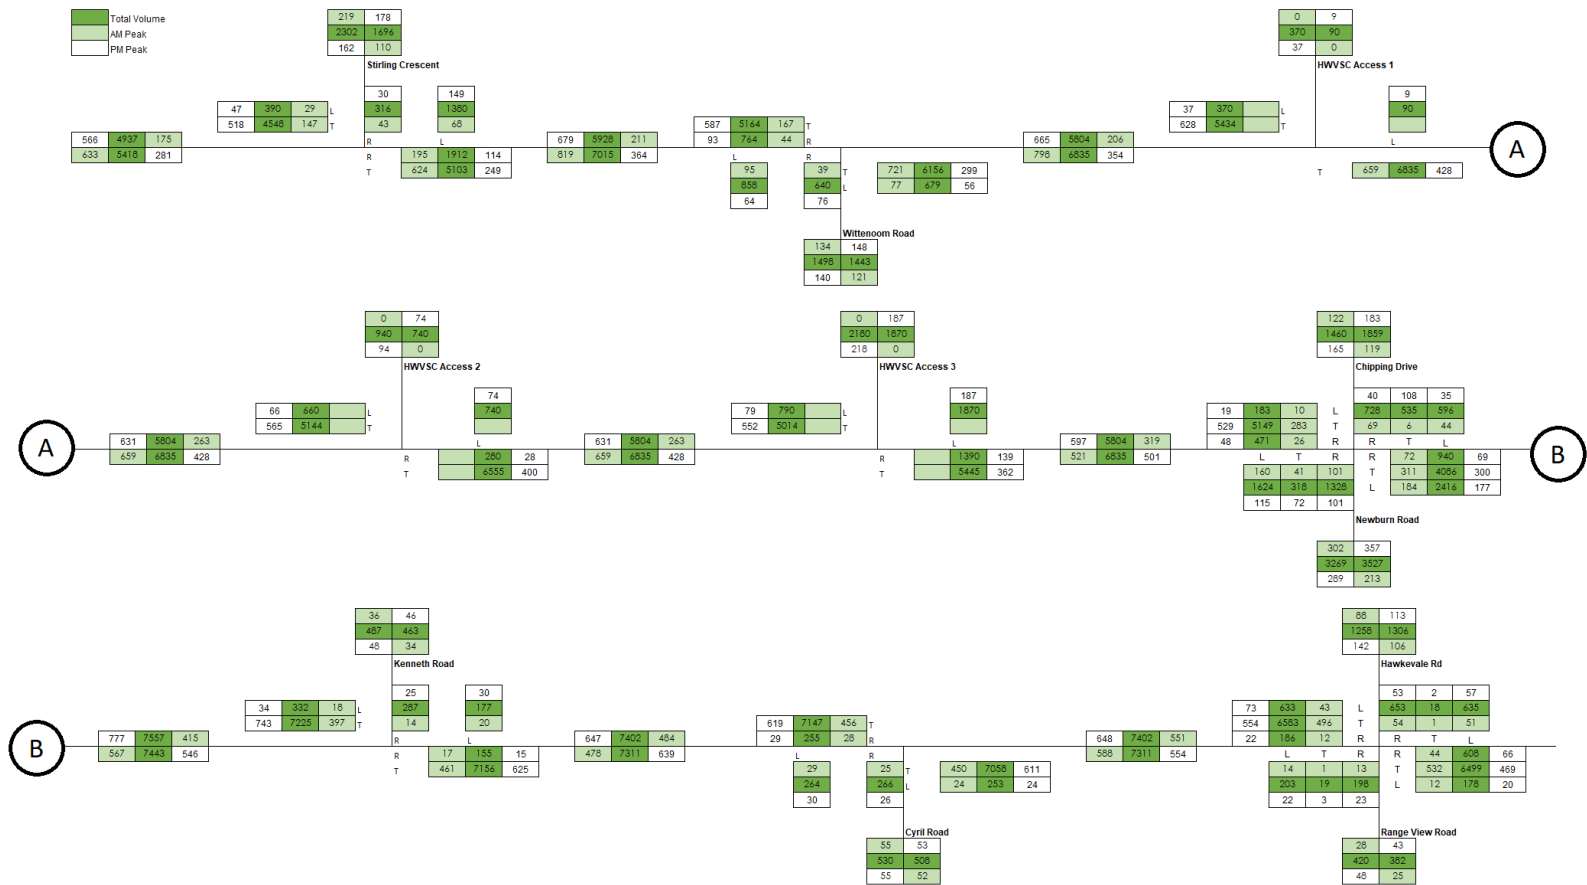 Total Volume
AM Peak
PM Peak
219 178
2302 1696
162 110
Stirling Crescent
0 9
370 90
37 0
HWVSC Access 1
30
316
43
149
1380
68
47 390 29 L
518 4548 147 T
566 4937 175
633 5418 281
R L
R 195 1912 114
T 624 5103 249
679 5928 211
819 7015 364
587 5164 167 T
93 764 44 R
L R
95
858
64
39
640
76
T 721 6156 299
L 77 679 56
Wittenoom Road
134 148
1498 1443
140 121
665 5804 206
798 6835 354
37 370 L
628 5434 T
9
90
L
T 659 6835 428
A
0 74
940 740
94 0
HWVSC Access 2
0 187
2180 1870
218 0
HWVSC Access 3
122 183
1460 1859
165 119
Chipping Drive
A
631 5804 263
659 6835 428
66 660 L
565 5144 T
74
740
L
R 280 28
T 6555 400
631 5804 263
659 6835 428
79 790 L
552 5014 T
187
1870
L
R 1390 139
T 5445 362
597 5804 319
521 6835 501
19 183 10 L
529 5149 283 T
48 471 26 R
40 108 35
728 535 596
69 6 44
R T L
L T R
160 41 101
1624 318 1328
115 72 101
R 72 940 69
T 311 4086 300
L 184 2416 177
B
Newburn Road
302 357
3269 3527
289 213
36 46
487 463
48 34
Kenneth Road
88 113
1258 1306
142 106
Hawkevale Rd
B
777 7557 415
567 7443 546
34 332 18 L
743 7225 397 T
25
287
14
30
177
20
R L
R 17 155 15
T 461 7156 625
647 7402 484
478 7311 639
619 7147 456 T
29 255 28 R
L R
29
264
30
25
266
26
T 450 7058 611
L 24 253 24
Cyril Road
55 53
530 508
55 52
648 7402 551
588 7311 554
73 633 43 L
554 6583 496 T
22 186 12 R
53 2 57
653 18 635
54 1 51
R T L
L T R
14 1 13
203 19 198
22 3 23
R 44 608 66
T 532 6499 469
L 12 178 20
Range View Road
28 43
420 382
48 25